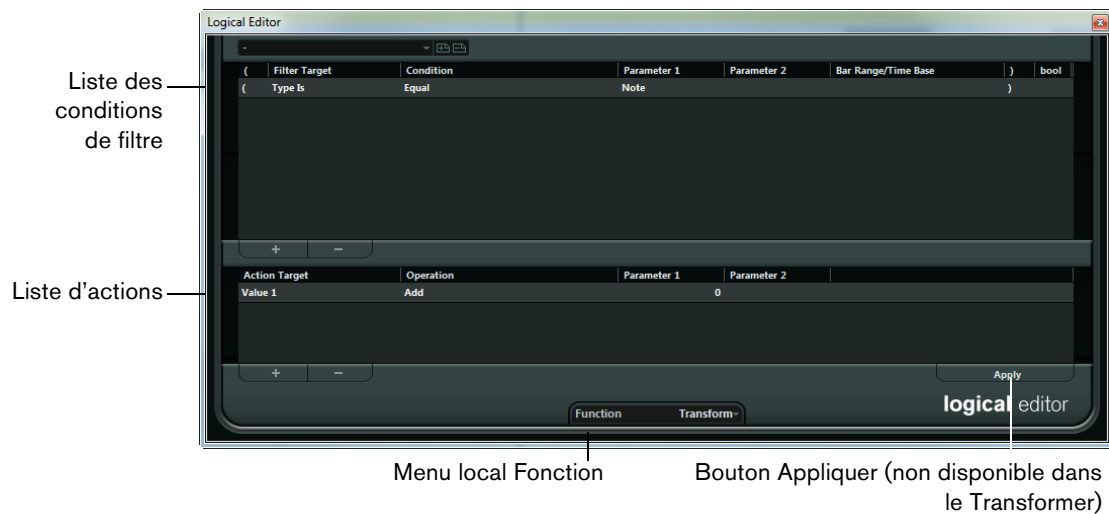 Logical Editor
-
( Filter Target Condition Parameter 1 Parameter 2 Bar Range/Time Base ) bool
( Type Is Equal Note )
Liste des
conditions
de filtre
+ −
Action Target Operation Parameter 1 Parameter 2
Liste d'actions
Value 1 Add 0
+ −
Apply
logical editor
Function Transform
Menu local Fonction
Bouton Appliquer (non disponible dans
le Transformer)